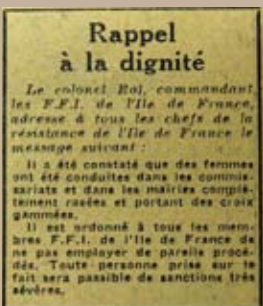 Rappel
à la dignité
Le colonel Rol, commandant
les F.F.I. de l'Ile de France,
adresse à tous les chefs de la
résistance de l'Ile de France le
message suivant :
Il a été constaté que des femmes
ont été conduites dans les commis-
sariats et dans les mairies complè-
tement rasées et portant des croix
gammées.
Il est ordonné à tous les mem-
bres F.F.I. de l'Ile de France de
ne pas employer de pareils procé-
dés. Toute personne prise sur le
fait sera passible de sanctions très
sévères.